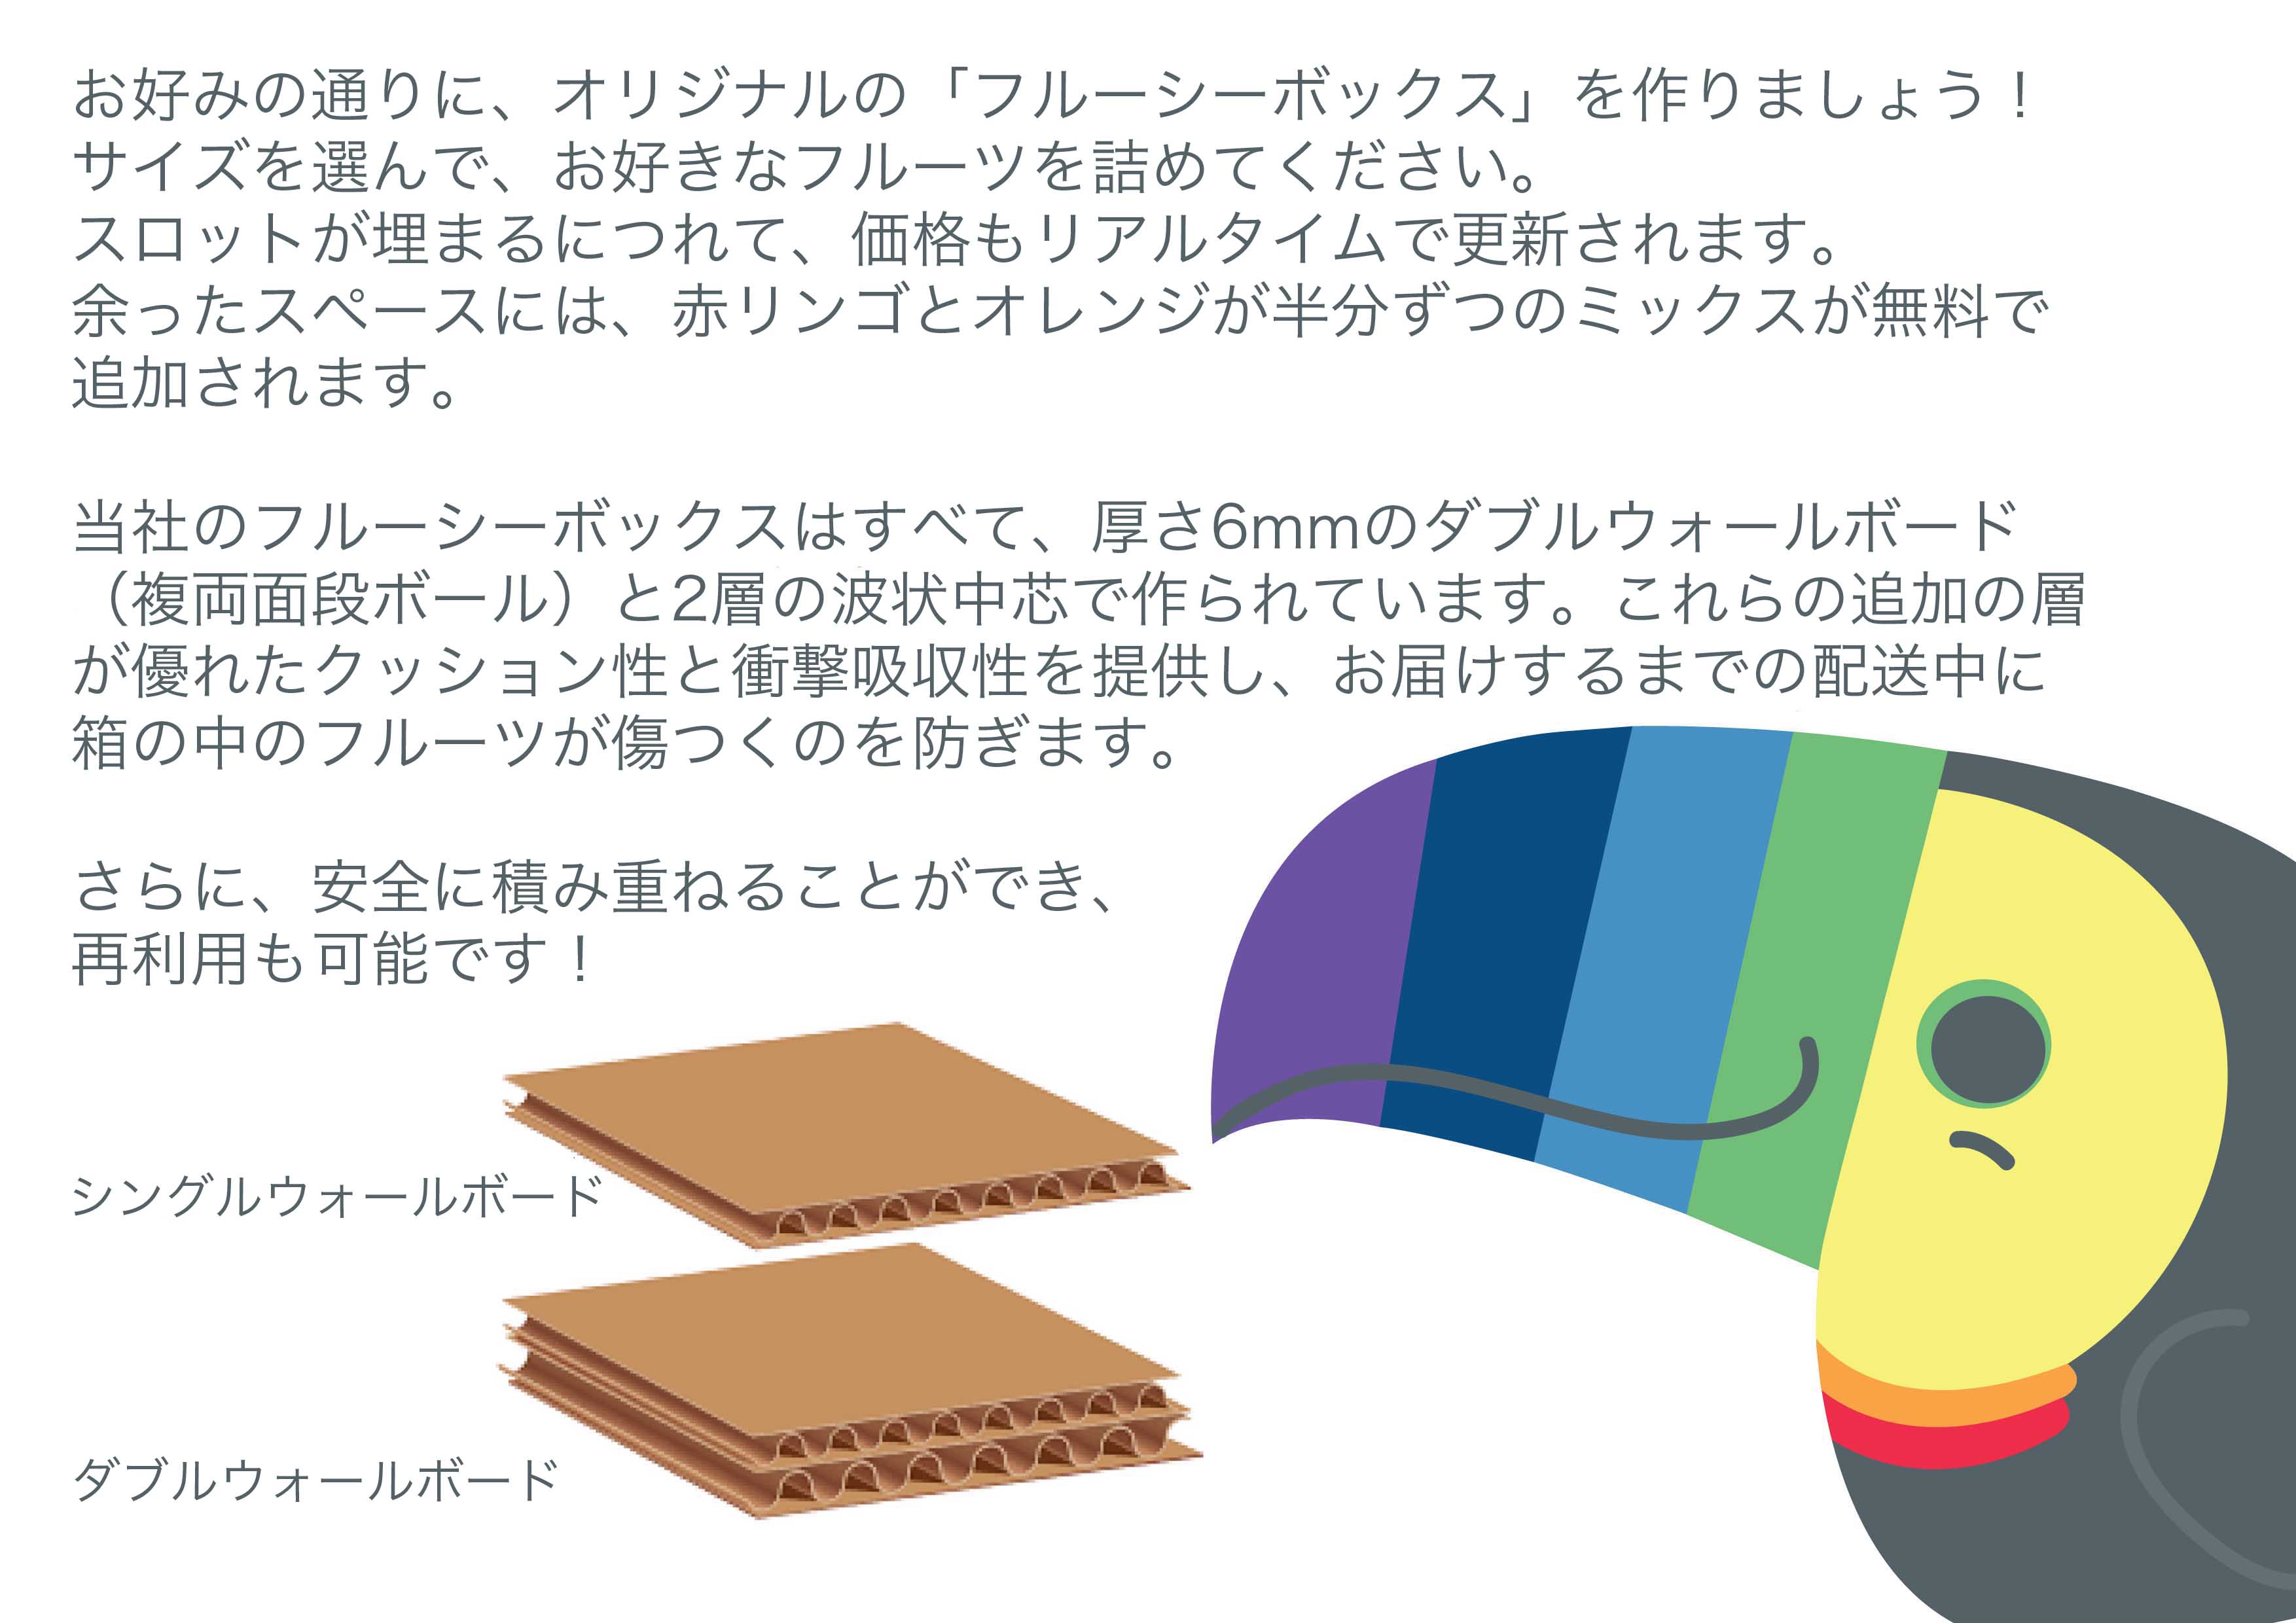 お好みの通りに、オリジナルの「フルーシーボックス」を作りましょう！
サイズを選んで、お好きなフルーツを詰めてください。
スロットが埋まるにつれて、価格もリアルタイムで更新されます。
余ったスペースには、赤リンゴとオレンジが半分ずつのミックスが無料で
追加されます。
当社のフルーシーボックスはすべて、厚さ6mmのダブルウォールボード
（複両面段ボール）と2層の波状中芯で作られています。これらの追加の層
が優れたクッション性と衝撃吸収性を提供し、お届けするまでの配送中に
箱の中のフルーツが傷つくのを防ぎます。
さらに、安全に積み重ねることができ、
再利用も可能です！
シングルウォールボード
ダブルウォールボード